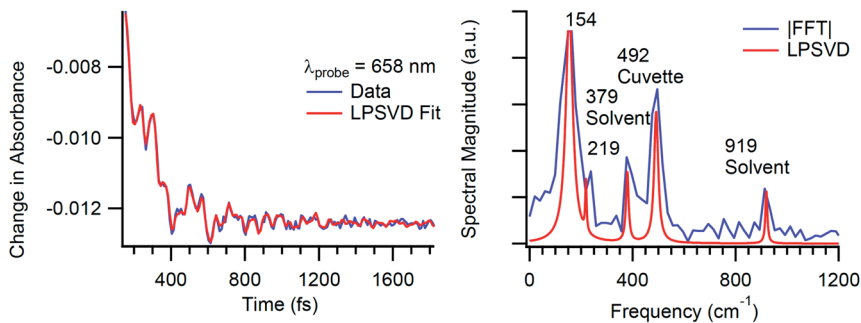 -0.008
-0.010
-0.012
Change in Absorbance
λprobe = 658 nm
Data
LPSVD Fit
400
800
1200
1600
Time (fs)
Spectral Magnitude (a.u.)
154
492
Cuvette
379
Solvent
219
919
Solvent
|FFT|
LPSVD
0
400
800
1200
Frequency (cm⁻¹)